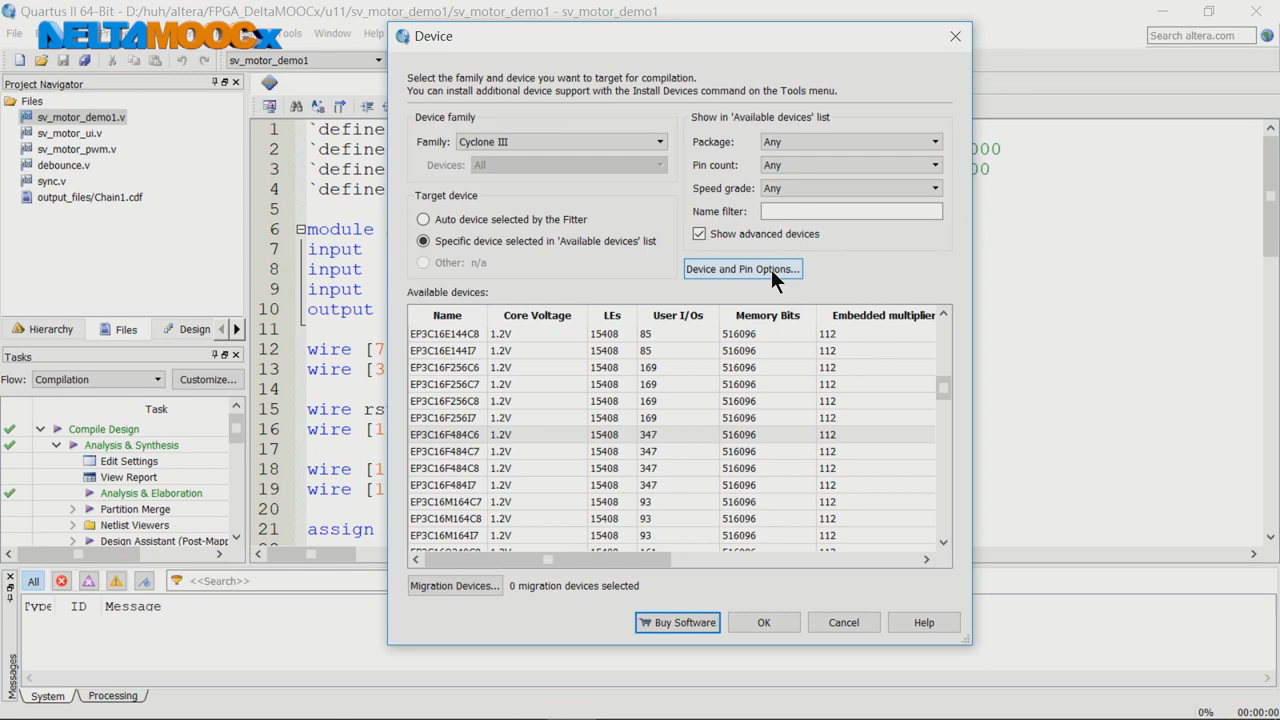 Quartus II 64-Bit - D:/huh/altera/FPGA_DeltaMOOCx/u11/sv_motor_demo1/sv_motor_demo1 - sv_motor_demo1
File
Window
Search altera.com
DELTAMOOCx
sv_motor_demo1
Project Navigator
Files
sv_motor_demo1.v
sv_motor_ui.v
sv_motor_pwm.v
debounce.v
sync.v
output_files/Chain1.cdf
Hierarchy Files Design
Tasks
Flow: Compilation Customize...
Task
Compile Design
Analysis & Synthesis
Edit Settings
View Report
Analysis & Elaboration
Partition Merge
Netlist Viewers
Design Assistant (Post-Mapp
1 `define
2 `define
3 `define
4 `define
5
6 module
7 input
8 input
9 input
10 output
11
12 wire [7
13 wire [3
14
15 wire rs
16 wire [1
17
18 wire [1
19 wire [1
20
21 assign
Device
Select the family and device you want to target for compilation.
You can install additional device support with the Install Devices command on the Tools menu.
Device family
Family: Cyclone III
Devices: All
Target device
Auto device selected by the Fitter
Specific device selected in 'Available devices' list
Other: n/a
Show in 'Available devices' list
Package: Any
Pin count: Any
Speed grade: Any
Name filter:
Show advanced devices
Device and Pin Options...
Available devices:
Name Core Voltage LEs User I/Os Memory Bits Embedded multiplier
EP3C16E144C8 1.2V 15408 85 516096 112
EP3C16E144I7 1.2V 15408 85 516096 112
EP3C16F256C6 1.2V 15408 169 516096 112
EP3C16F256C7 1.2V 15408 169 516096 112
EP3C16F256C8 1.2V 15408 169 516096 112
EP3C16F256I7 1.2V 15408 169 516096 112
EP3C16F484C6 1.2V 15408 347 516096 112
EP3C16F484C7 1.2V 15408 347 516096 112
EP3C16F484C8 1.2V 15408 347 516096 112
EP3C16F484I7 1.2V 15408 347 516096 112
EP3C16M164C7 1.2V 15408 93 516096 112
EP3C16M164C8 1.2V 15408 93 516096 112
EP3C16M164I7 1.2V 15408 93 516096 112
Migration Devices... 0 migration devices selected
Buy Software OK Cancel Help
All
<<Search>>
Type ID Message
Messages
System Processing
0% 00:00:00